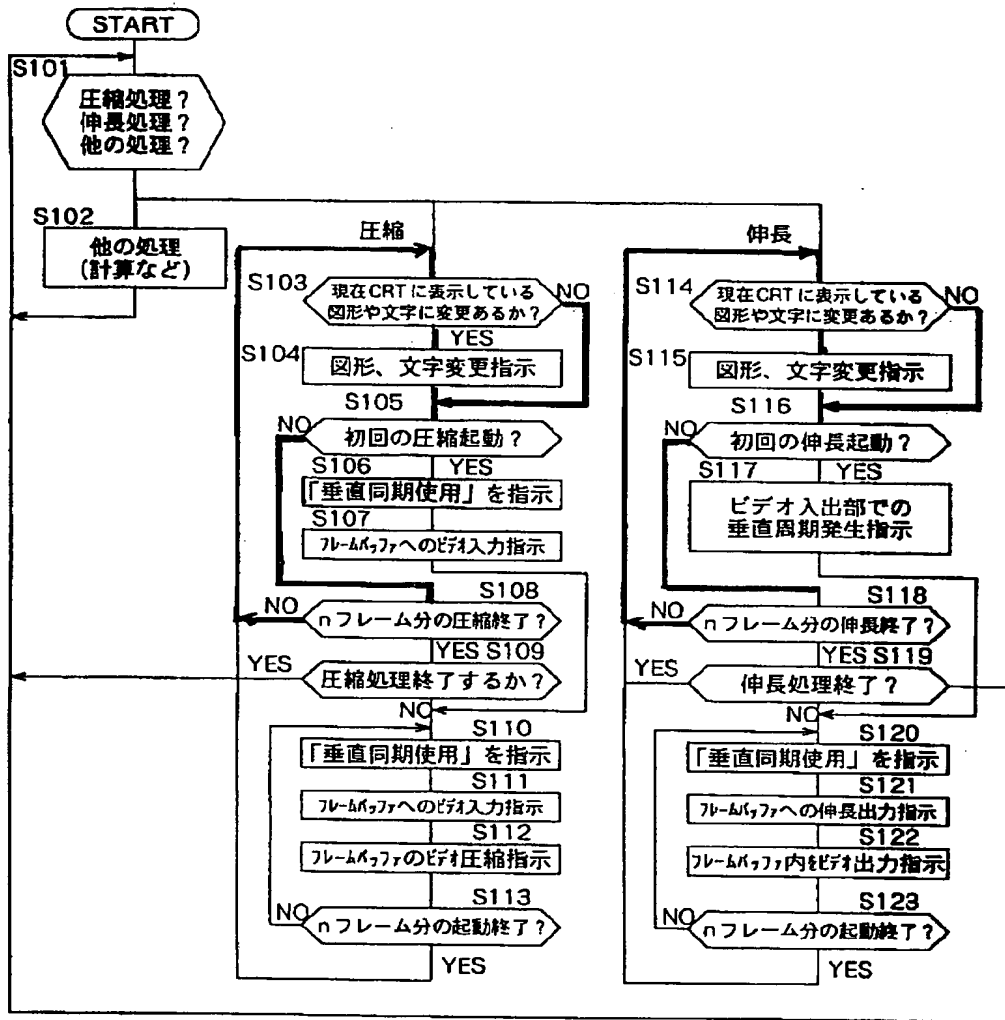 START
S101
圧縮処理？
伸長処理？
他の処理？
S102
他の処理
(計算など)
圧縮
S103
現在CRTに表示している
図形や文字に変更あるか？
NO
YES
S104
図形、文字変更指示
S105
NO
初回の圧縮起動？
S106
YES
「垂直同期使用」を指示
S107
フレームバッファへのビデオ入力指示
S108
NO
nフレーム分の圧縮終了？
YES S109
YES
圧縮処理終了するか？
NO
S110
「垂直同期使用」を指示
S111
フレームバッファへのビデオ入力指示
S112
フレームバッファのビデオ圧縮指示
S113
NO
nフレーム分の起動終了？
YES
伸長
S114
現在CRTに表示している
図形や文字に変更あるか？
NO
S115
図形、文字変更指示
S116
NO
初回の伸長起動？
S117
YES
ビデオ入出部での
垂直周期発生指示
S118
NO
nフレーム分の伸長終了？
YES S119
YES
伸長処理終了？
NO
S120
「垂直同期使用」を指示
S121
フレームバッファへの伸長出力指示
S122
フレームバッファ内をビデオ出力指示
S123
NO
nフレーム分の起動終了？
YES